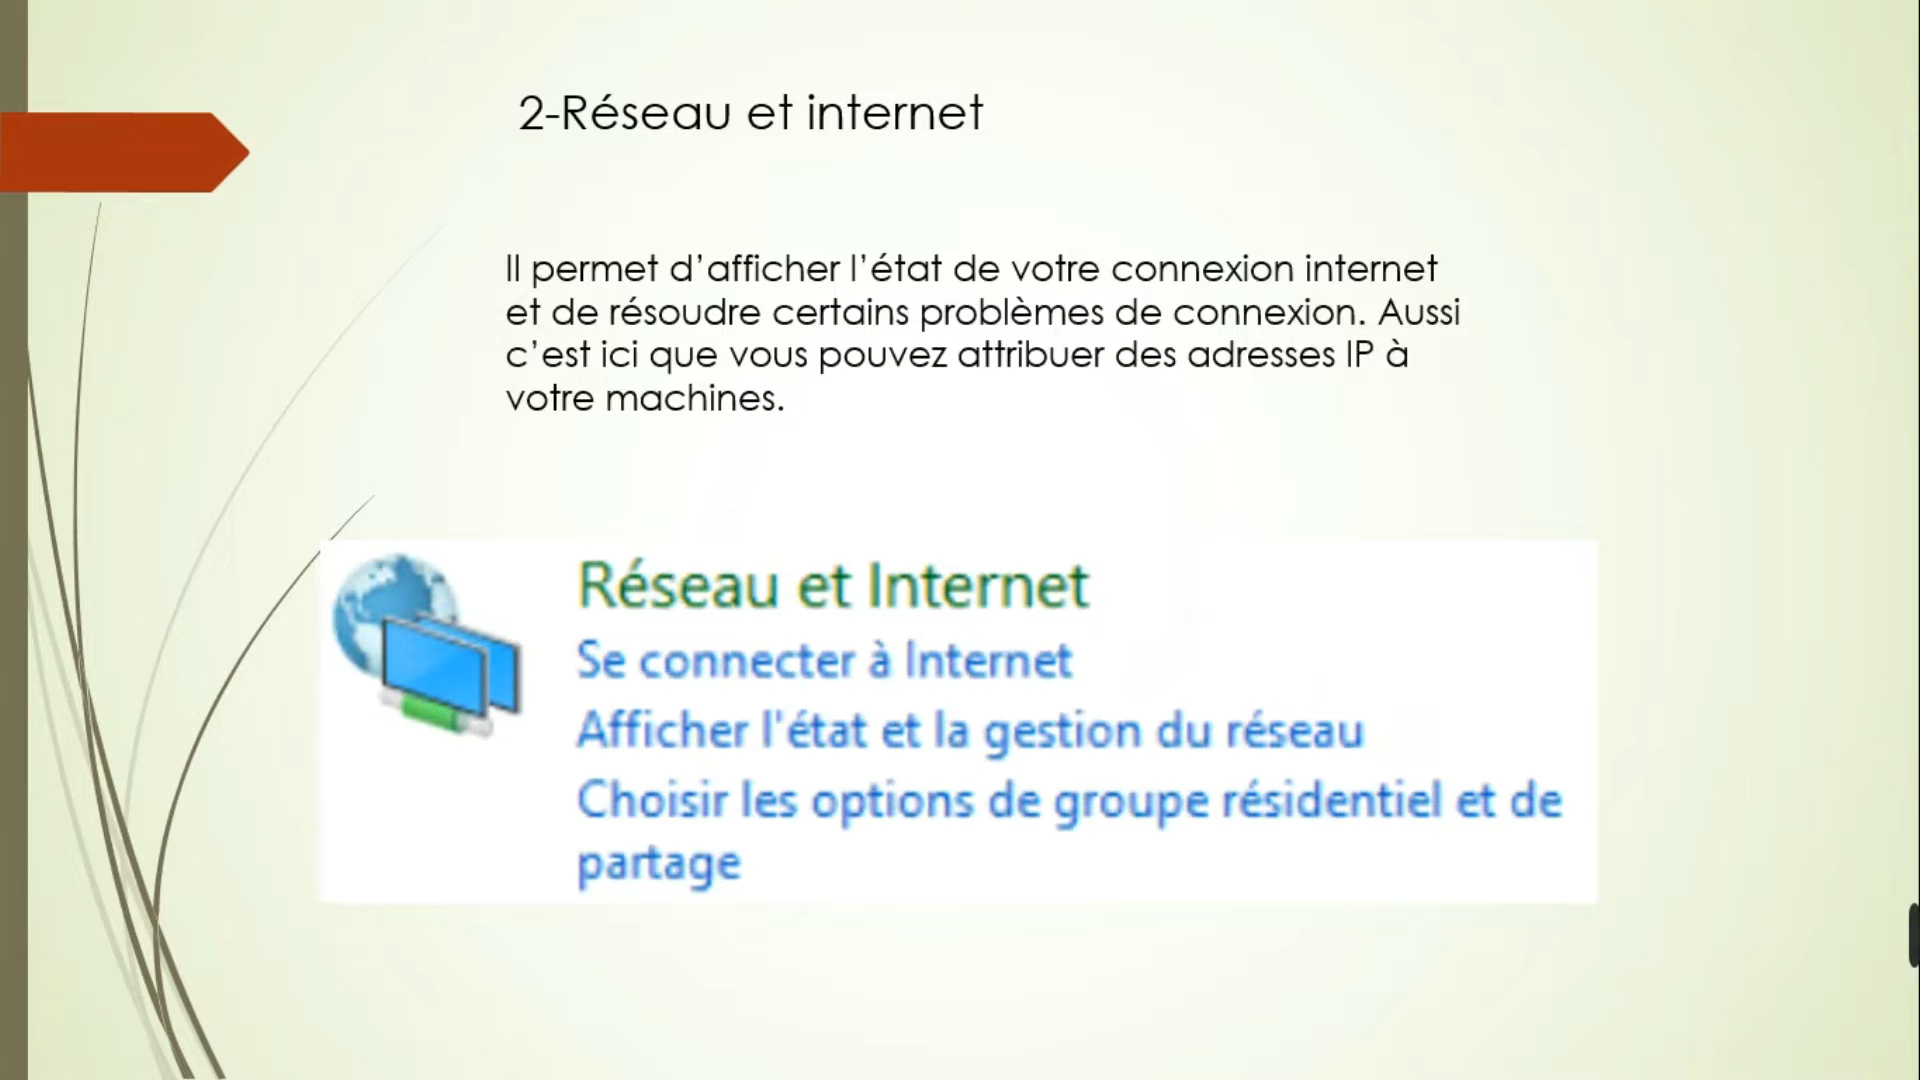 2-Réseau et internet
Il permet d’afficher l’état de votre connexion internet
et de résoudre certains problèmes de connexion. Aussi
c’est ici que vous pouvez attribuer des adresses IP à
votre machines.
Réseau et Internet
Se connecter à Internet
Afficher l'état et la gestion du réseau
Choisir les options de groupe résidentiel et de
partage